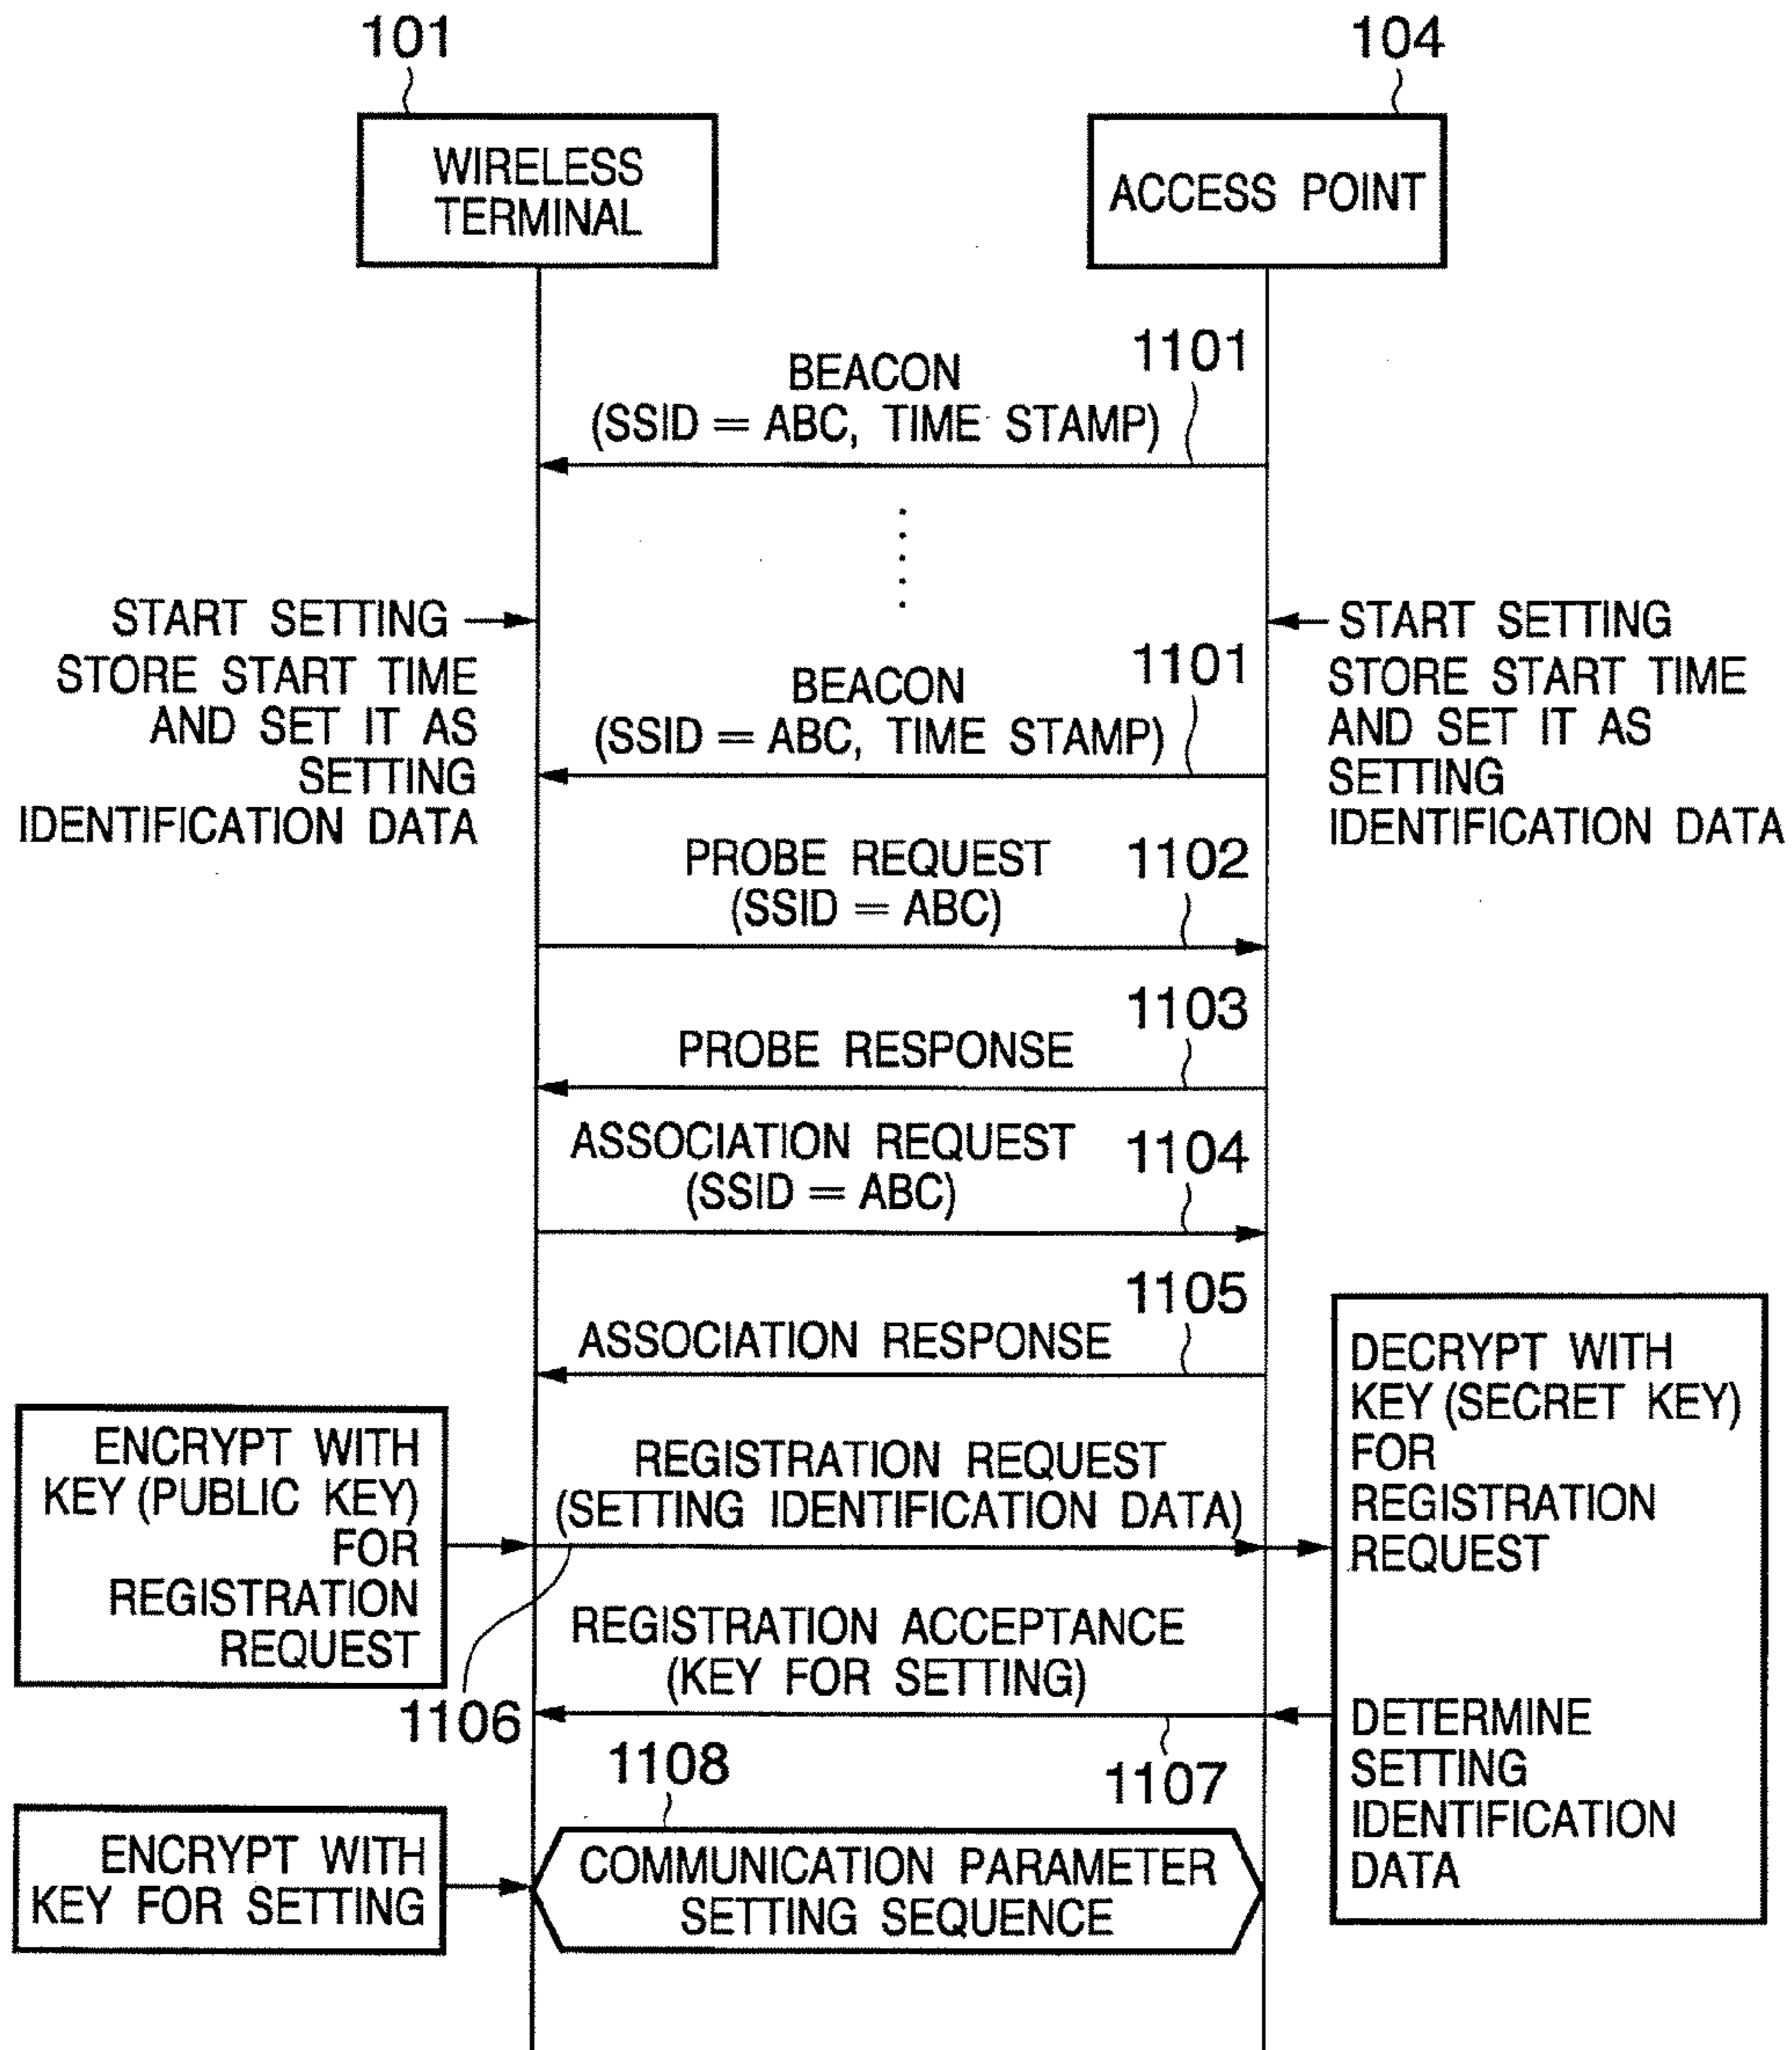 101
104
WIRELESS
TERMINAL
ACCESS POINT
1101
BEACON
(SSID = ABC, TIME STAMP)
START SETTING
STORE START TIME
AND SET IT AS
SETTING
IDENTIFICATION DATA
START SETTING
STORE START TIME
AND SET IT AS
SETTING
IDENTIFICATION DATA
1101
BEACON
(SSID = ABC, TIME STAMP)
PROBE REQUEST
(SSID = ABC)
1102
1103
PROBE RESPONSE
ASSOCIATION REQUEST
(SSID = ABC)
1104
1105
ASSOCIATION RESPONSE
ENCRYPT WITH
KEY (PUBLIC KEY)
FOR
REGISTRATION
REQUEST
REGISTRATION REQUEST
(SETTING IDENTIFICATION DATA)
DECRYPT WITH
KEY (SECRET KEY)
FOR
REGISTRATION
REQUEST
1106
REGISTRATION ACCEPTANCE
(KEY FOR SETTING)
1107
DETERMINE
SETTING
IDENTIFICATION
DATA
1108
ENCRYPT WITH
KEY FOR SETTING
COMMUNICATION PARAMETER
SETTING SEQUENCE